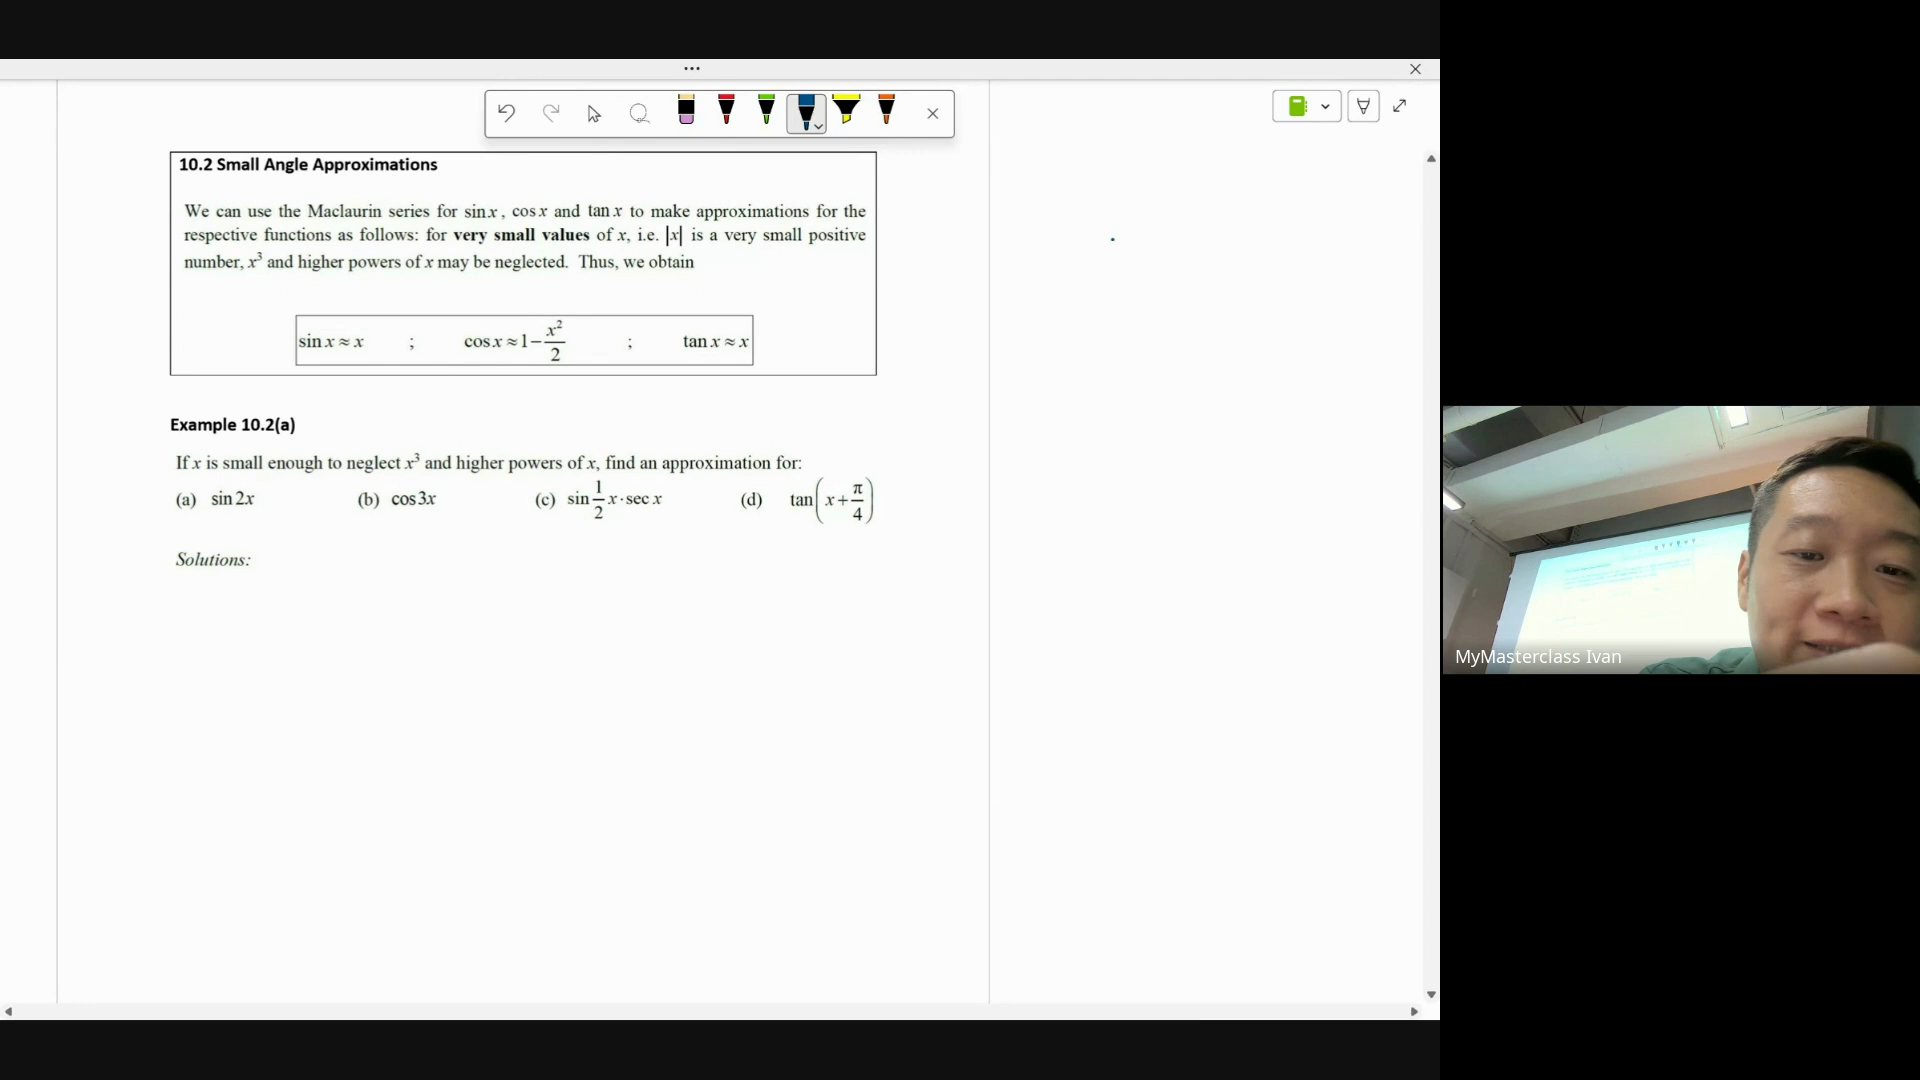 10.2 Small Angle Approximations
We can use the Maclaurin series for sin x , cos x and tan x to make approximations for the
respective functions as follows: for very small values of x, i.e. |x| is a very small positive
number, x³ and higher powers of x may be neglected. Thus, we obtain
sin x ≈ x ; cos x ≈ 1 − x²/2 ; tan x ≈ x
Example 10.2(a)
If x is small enough to neglect x³ and higher powers of x, find an approximation for:
(a) sin 2x (b) cos 3x (c) sin 1/2 x · sec x (d) tan(x + π/4)
Solutions:
MyMasterclass Ivan